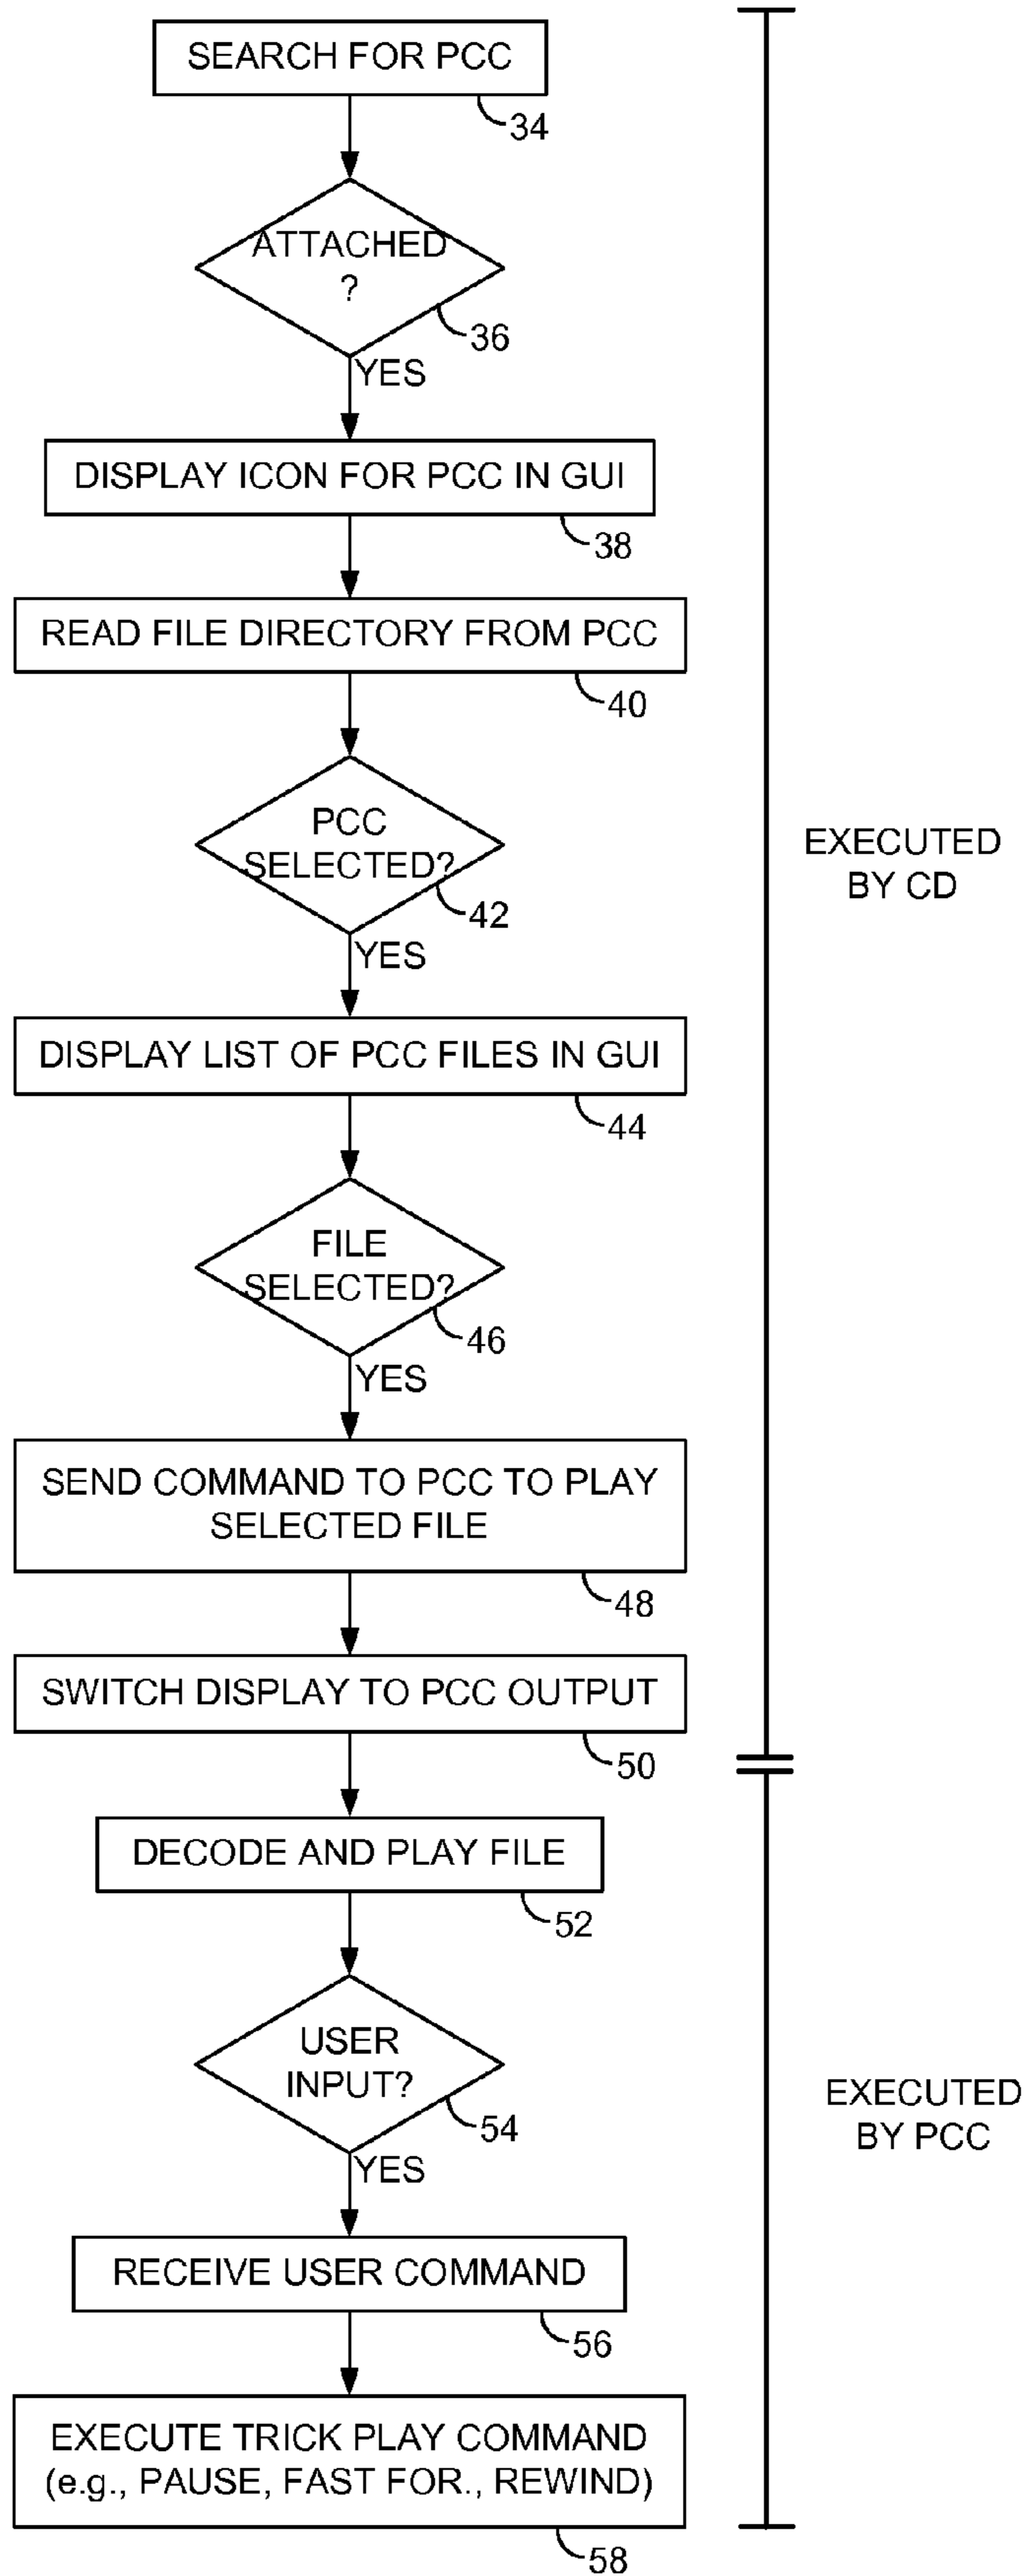 SEARCH FOR PCC
34
ATTACHED
?
36
YES
DISPLAY ICON FOR PCC IN GUI
38
READ FILE DIRECTORY FROM PCC
40
PCC
SELECTED?
42
YES
EXECUTED
BY CD
DISPLAY LIST OF PCC FILES IN GUI
44
FILE
SELECTED?
46
YES
SEND COMMAND TO PCC TO PLAY
SELECTED FILE
48
SWITCH DISPLAY TO PCC OUTPUT
50
DECODE AND PLAY FILE
52
USER
INPUT?
54
YES
EXECUTED
BY PCC
RECEIVE USER COMMAND
56
EXECUTE TRICK PLAY COMMAND
(e.g., PAUSE, FAST FOR., REWIND)
58